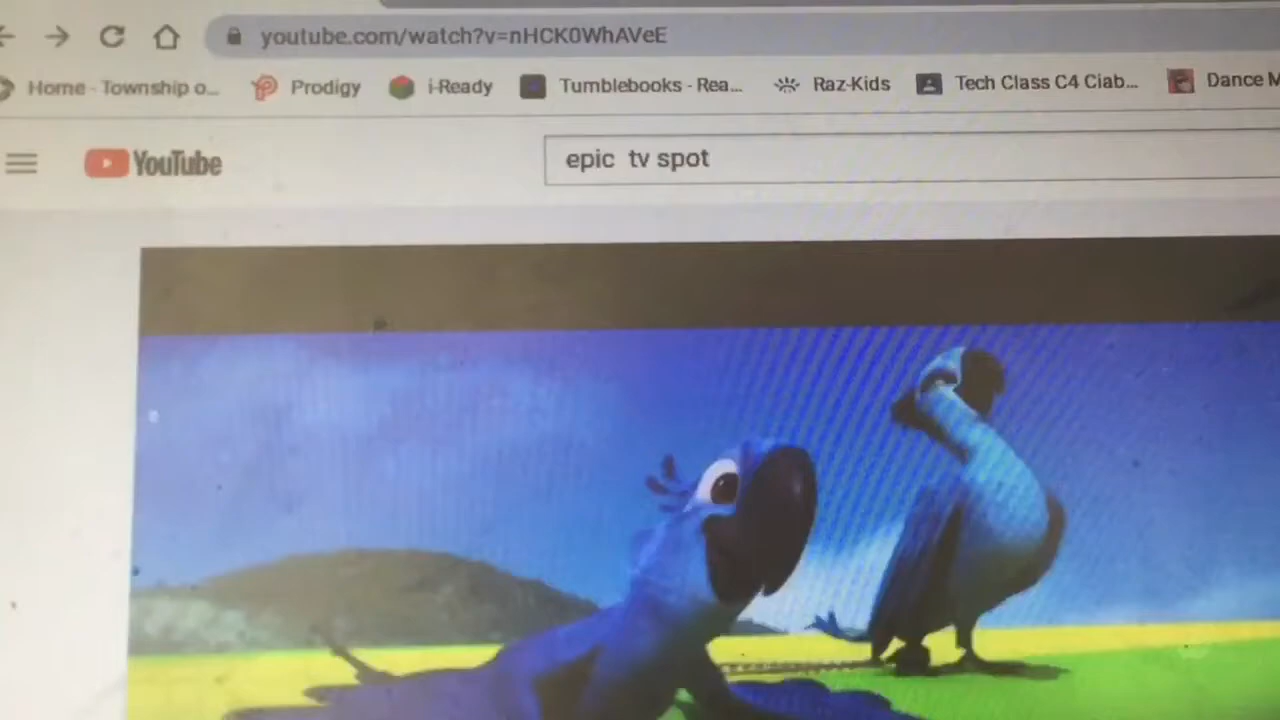 youtube.com/watch?v=nHCK0WhAVeE
Home - Township o... Prodigy i-Ready Tumblebooks - Rea... Raz-Kids Tech Class C4 Ciab... Dance M
YouTube
epic tv spot